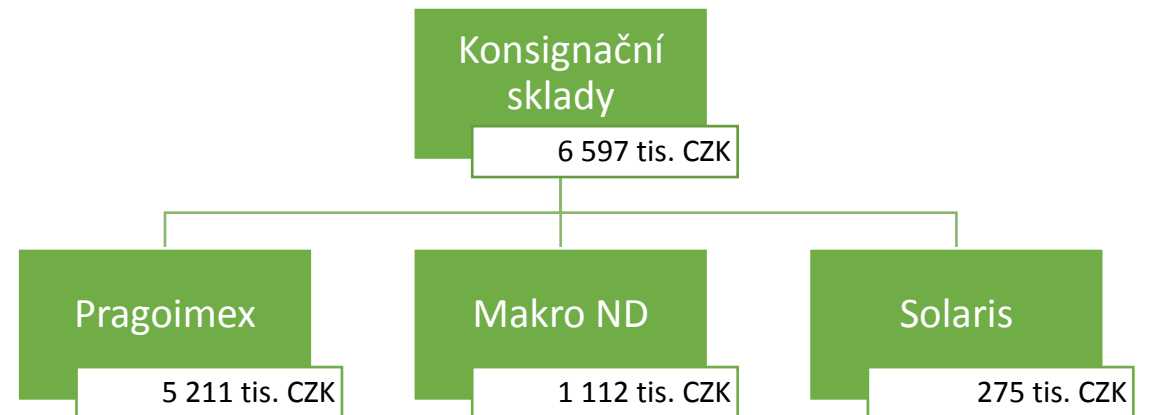 Konsignační
sklady
6 597 tis. CZK
Pragoimex
5 211 tis. CZK
Makro ND
1 112 tis. CZK
Solaris
275 tis. CZK